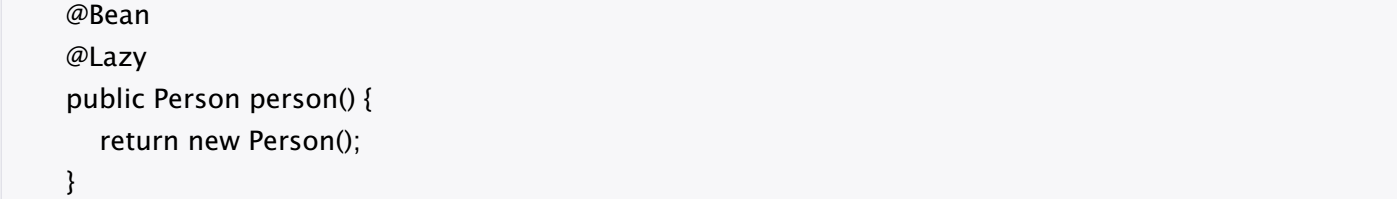 @Bean
@Lazy
public Person person() {
return new Person();
}